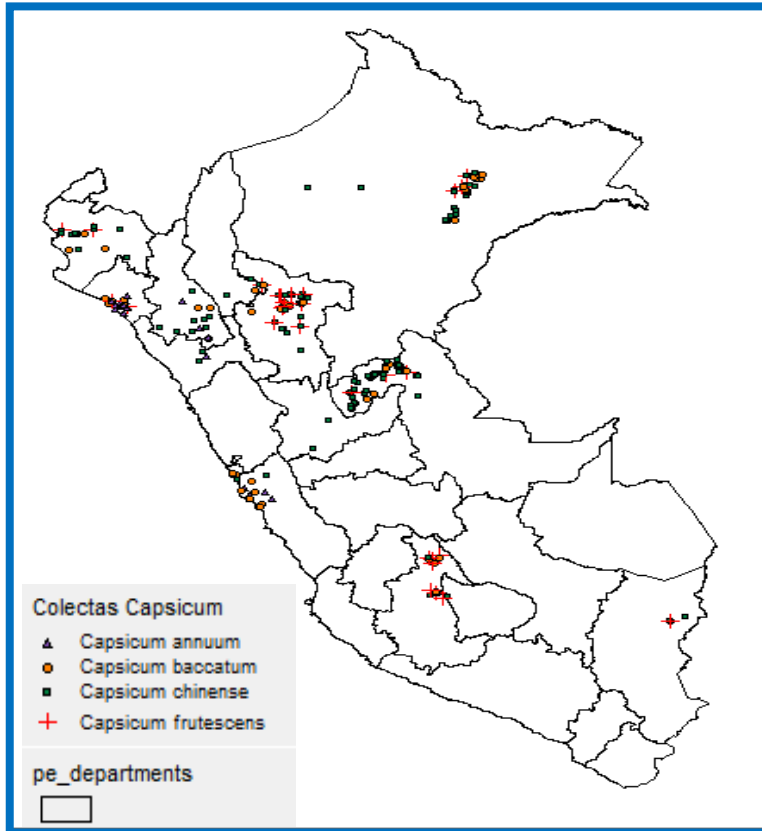 Colectas Capsicum
Capsicum annuum
Capsicum baccatum
Capsicum chinense
Capsicum frutescens
pe_departments